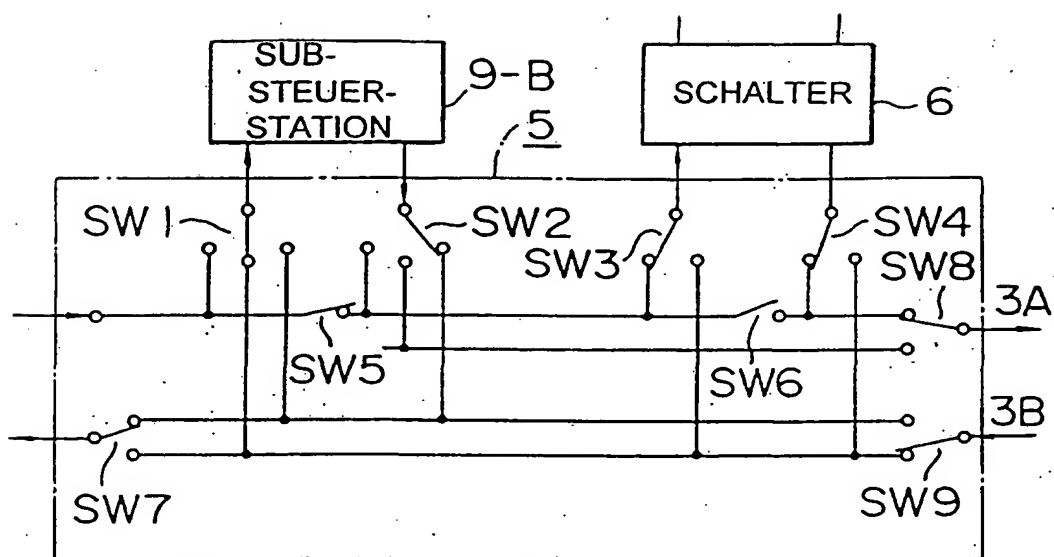 SUB-
STEUER-
STATION
9-B
SCHALTER
6
5
SW1
SW2
SW3
SW4
SW8
3A
SW5
SW6
3B
SW7
SW9